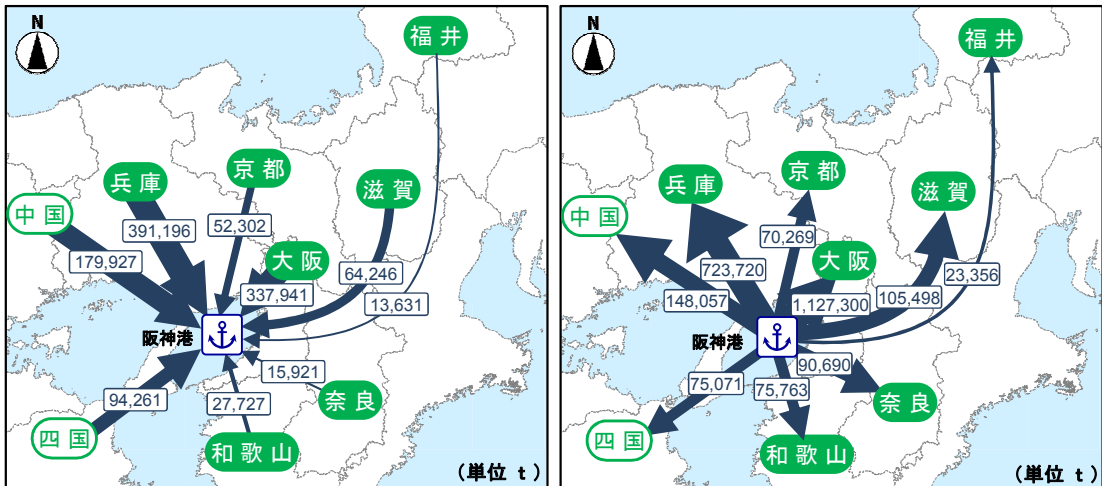 N
福井
京都
兵庫
滋賀
中国
391,196
52,302
大阪
179,927
64,246
337,941
13,631
阪神港
15,921
94,261
27,727
奈良
四国
和歌山
(単位 t)
N
福井
京都
兵庫
滋賀
中国
70,269
大阪
723,720
23,356
148,057
1,127,300
105,498
阪神港
90,690
75,071
75,763
奈良
四国
和歌山
(単位 t)